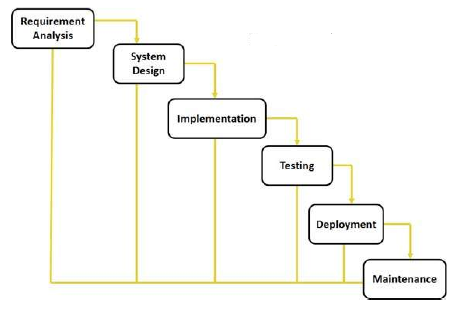 Requirement
Analysis
System
Design
Implementation
Testing
Deployment
Maintenance